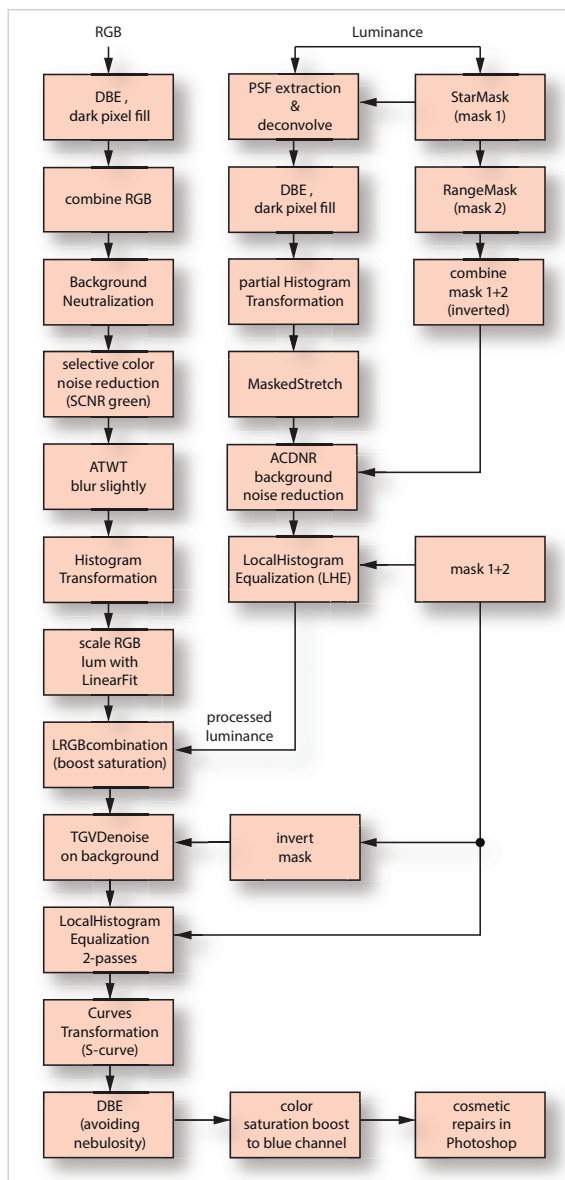 RGB
Luminance
DBE ,
dark pixel fill
PSF extraction
&
deconvolve
StarMask
(mask 1)
combine RGB
DBE ,
dark pixel fill
RangeMask
(mask 2)
Background
Neutralization
partial Histogram
Transformation
combine
mask 1+2
(inverted)
selective color
noise reduction
(SCNR green)
MaskedStretch
ATWT
blur slightly
ACDNR
background
noise reduction
Histogram
Transformation
LocalHistogram
Equalization (LHE)
mask 1+2
scale RGB
lum with
LinearFit
processed
luminance
LRGBcombination
(boost saturation)
TGVDenoise
on background
invert
mask
LocalHistogram
Equalization
2-passes
Curves
Transformation
(S-curve)
DBE
(avoiding
nebulosity)
color
saturation boost
to blue channel
cosmetic
repairs in
Photoshop